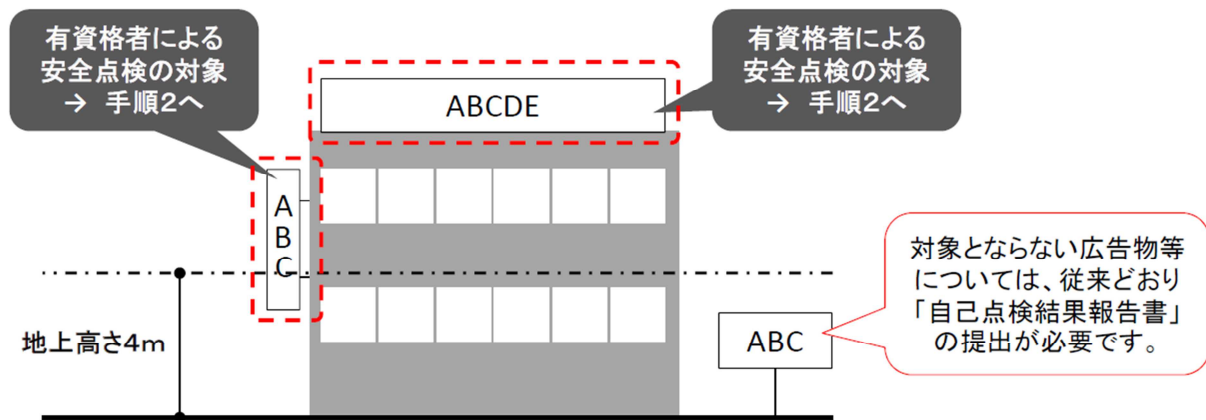 有資格者による
安全点検の対象
→ 手順2へ
ABCDE
有資格者による
安全点検の対象
→ 手順2へ
A
B
C
対象とならない広告物等
については、従来どおり
「自己点検結果報告書」
の提出が必要です。
地上高さ4m
ABC